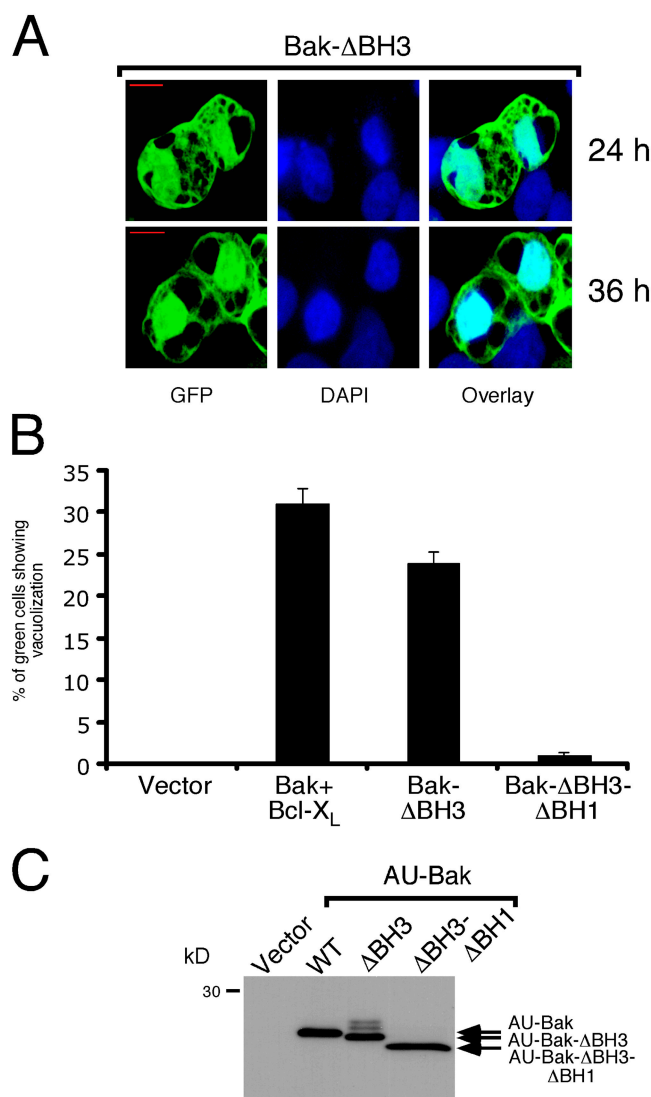 A
Bak-ΔBH3
24 h
36 h
GFP
DAPI
Overlay
B
% of green cells showing
vacuolization
35
30
25
20
15
10
5
0
Vector
Bak+
Bcl-XL
Bak-
ΔBH3
Bak-ΔBH3-
ΔBH1
C
AU-Bak
kD
Vector
WT
ΔBH3
ΔBH3-
ΔBH1
30
AU-Bak
AU-Bak-ΔBH3
AU-Bak-ΔBH3-
ΔBH1